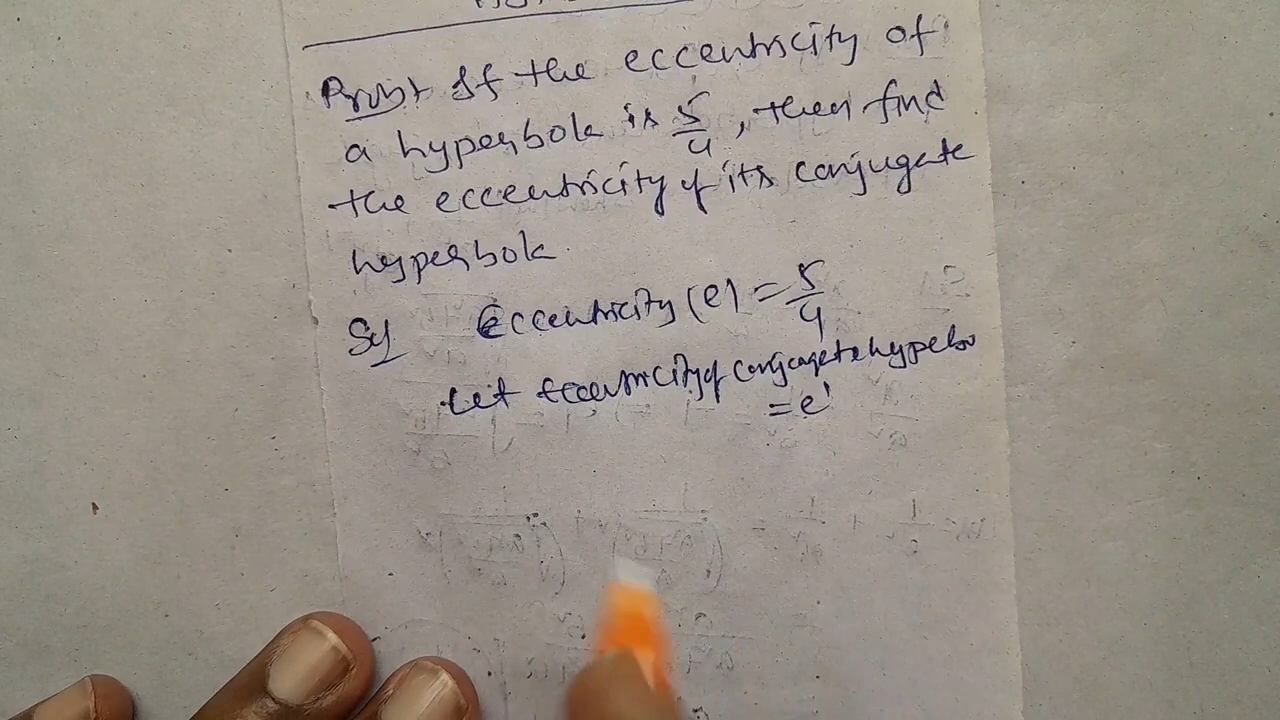 Prob: If the eccentricity of
a hyperbola is 5/4, then find
the eccentricity of its conjugate
hyperbola.
Sol Eccentricity (e) = 5/4
Let eccentricity of conjugate hyperbo
= e'